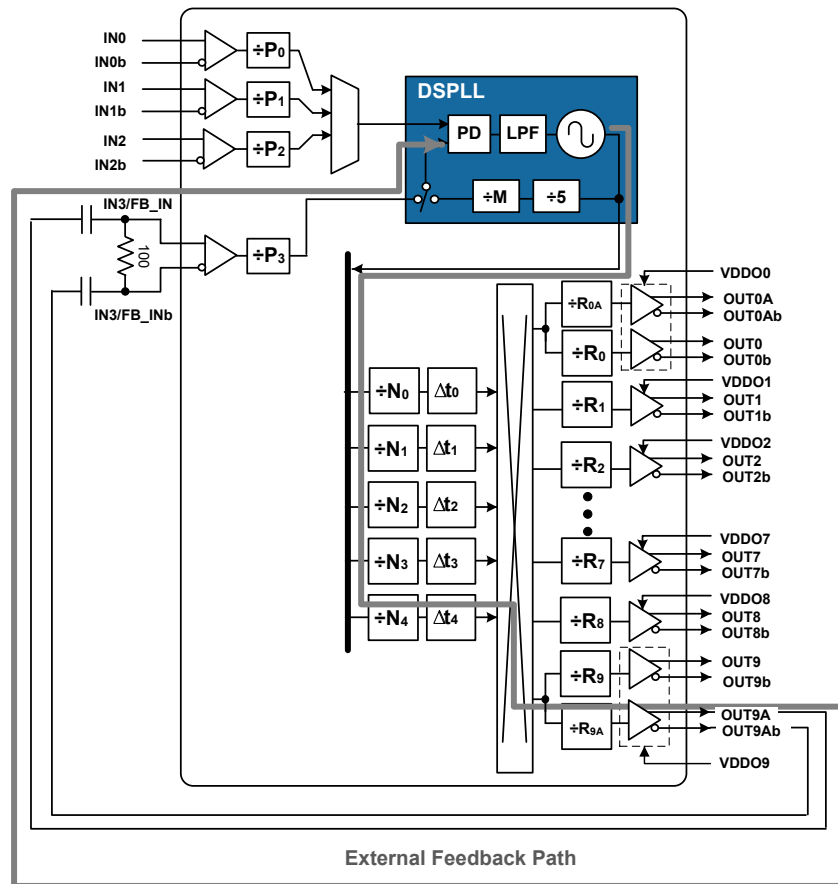 IN0
IN0b
÷P0
IN1
IN1b
÷P1
IN2
IN2b
÷P2
DSPLL
PD
LPF
÷M
÷5
IN3/FB_IN
100
÷P3
IN3/FB_INb
VDDO0
÷R0A
OUT0A
OUT0Ab
÷R0
OUT0
OUT0b
VDDO1
÷N0
Δt0
÷R1
OUT1
OUT1b
VDDO2
÷N1
Δt1
÷R2
OUT2
OUT2b
÷N2
Δt2
VDDO7
÷N3
Δt3
÷R7
OUT7
OUT7b
VDDO8
÷N4
Δt4
÷R8
OUT8
OUT8b
÷R9
OUT9
OUT9b
÷R9A
OUT9A
OUT9Ab
VDDO9
External Feedback Path